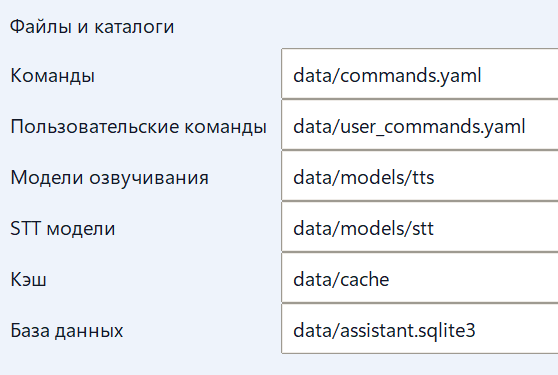 Файлы и каталоги
Команды data/commands.yaml
Пользовательские команды data/user_commands.yaml
Модели озвучивания data/models/tts
STT модели data/models/stt
Кэш data/cache
База данных data/assistant.sqlite3